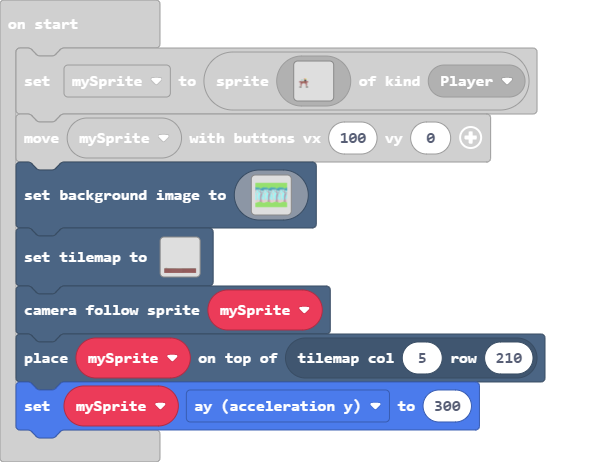 on start
set mySprite to sprite of kind Player
move mySprite with buttons vx 100 vy 0
set background image to
set tilemap to
camera follow sprite mySprite
place mySprite on top of tilemap col 5 row 210
set mySprite ay (acceleration y) to 300